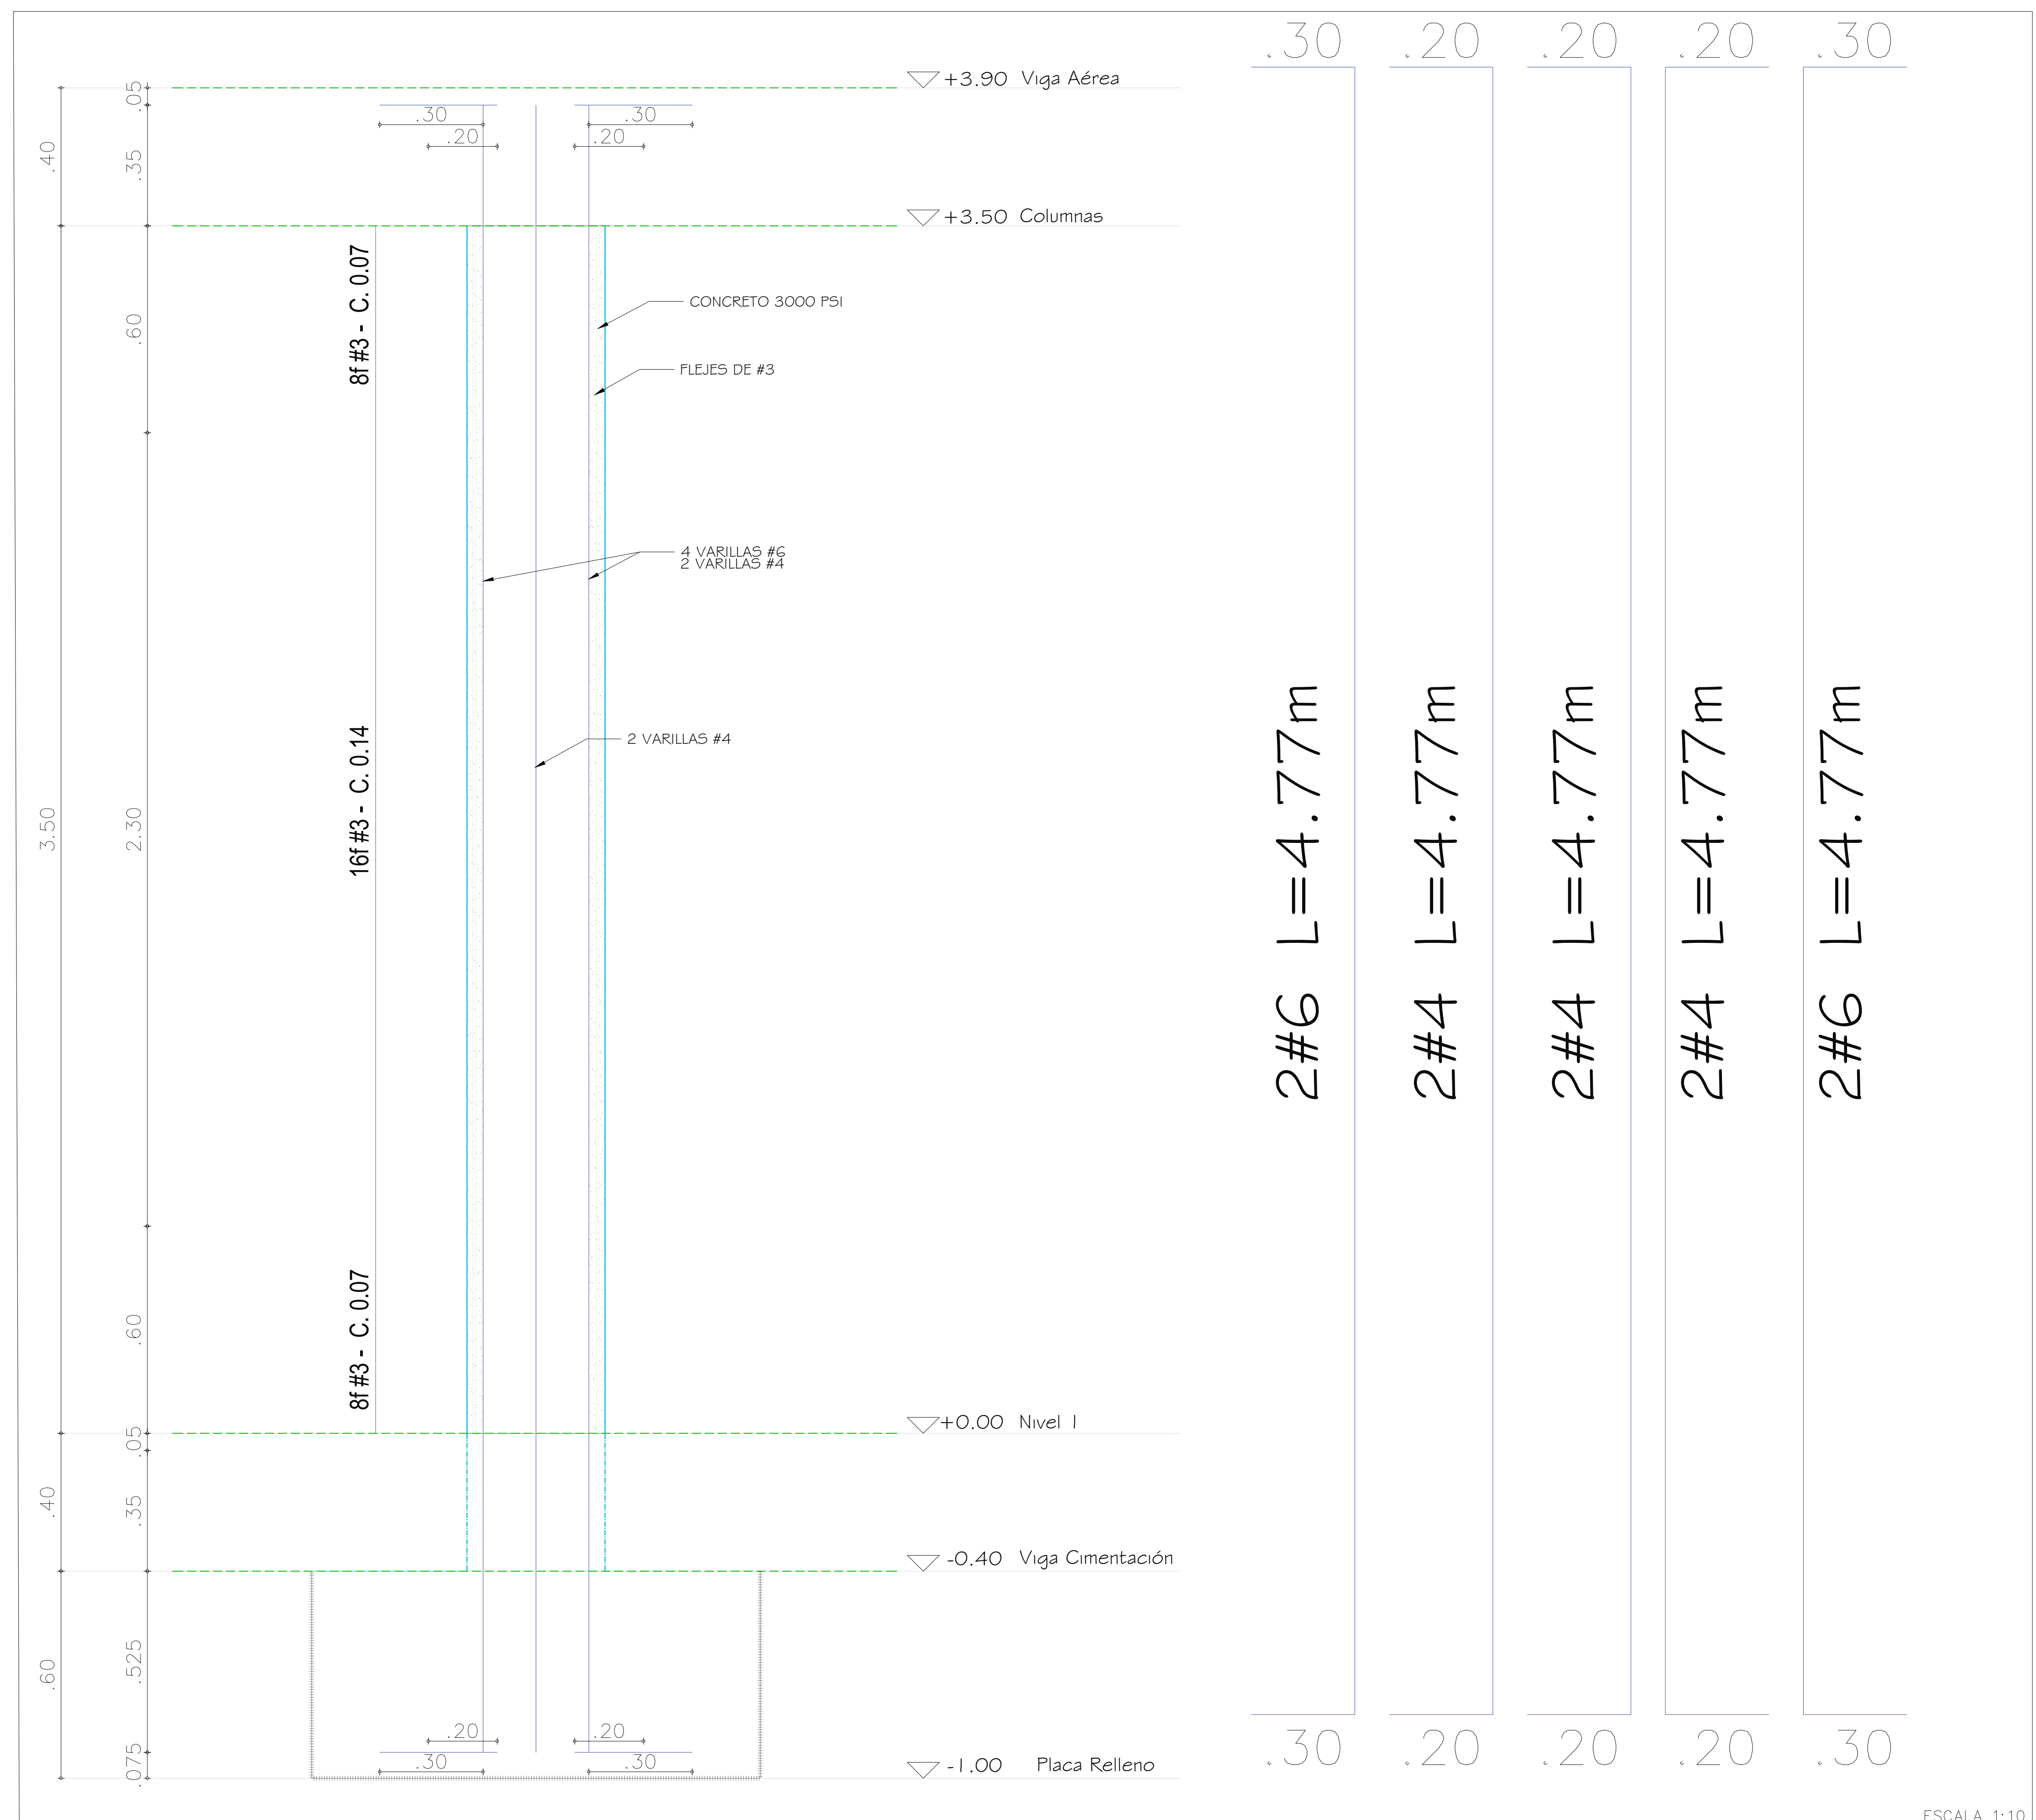 .30
.20
.20
.20
.30
+3.90 Viga Aérea
.05
.30
.30
.20
.20
.40
.35
+3.50 Columnas
8f #3 - C. 0.07
.60
CONCRETO 3000 PSI
FLEJES DE #3
4 VARILLAS #6
2 VARILLAS #4
2 VARILLAS #4
16f #3 - C. 0.14
3.50
2.30
2#6 L=4.77m
2#4 L=4.77m
2#4 L=4.77m
2#4 L=4.77m
2#6 L=4.77m
8f #3 - C. 0.07
.60
+0.00 Nivel 1
.05
.40
.35
-0.40 Viga Cimentación
.60
.525
.20
.20
.30
.30
.075
-1.00 Placa Relleno
.30
.20
.20
.20
.30
ESCALA 1:10